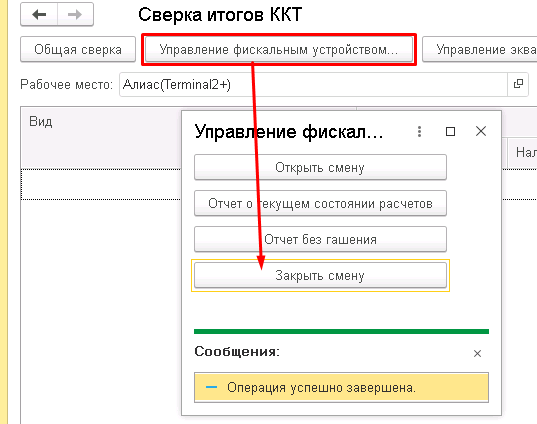 Сверка итогов ККТ
Общая сверка
Управление фискальным устройством...
Управление эква
Рабочее место:
Алиас(Terminal2+)
Вид
Нал
Управление фискал...
Открыть смену
Отчет о текущем состоянии расчетов
Отчет без гашения
Закрыть смену
Сообщения:
Операция успешно завершена.